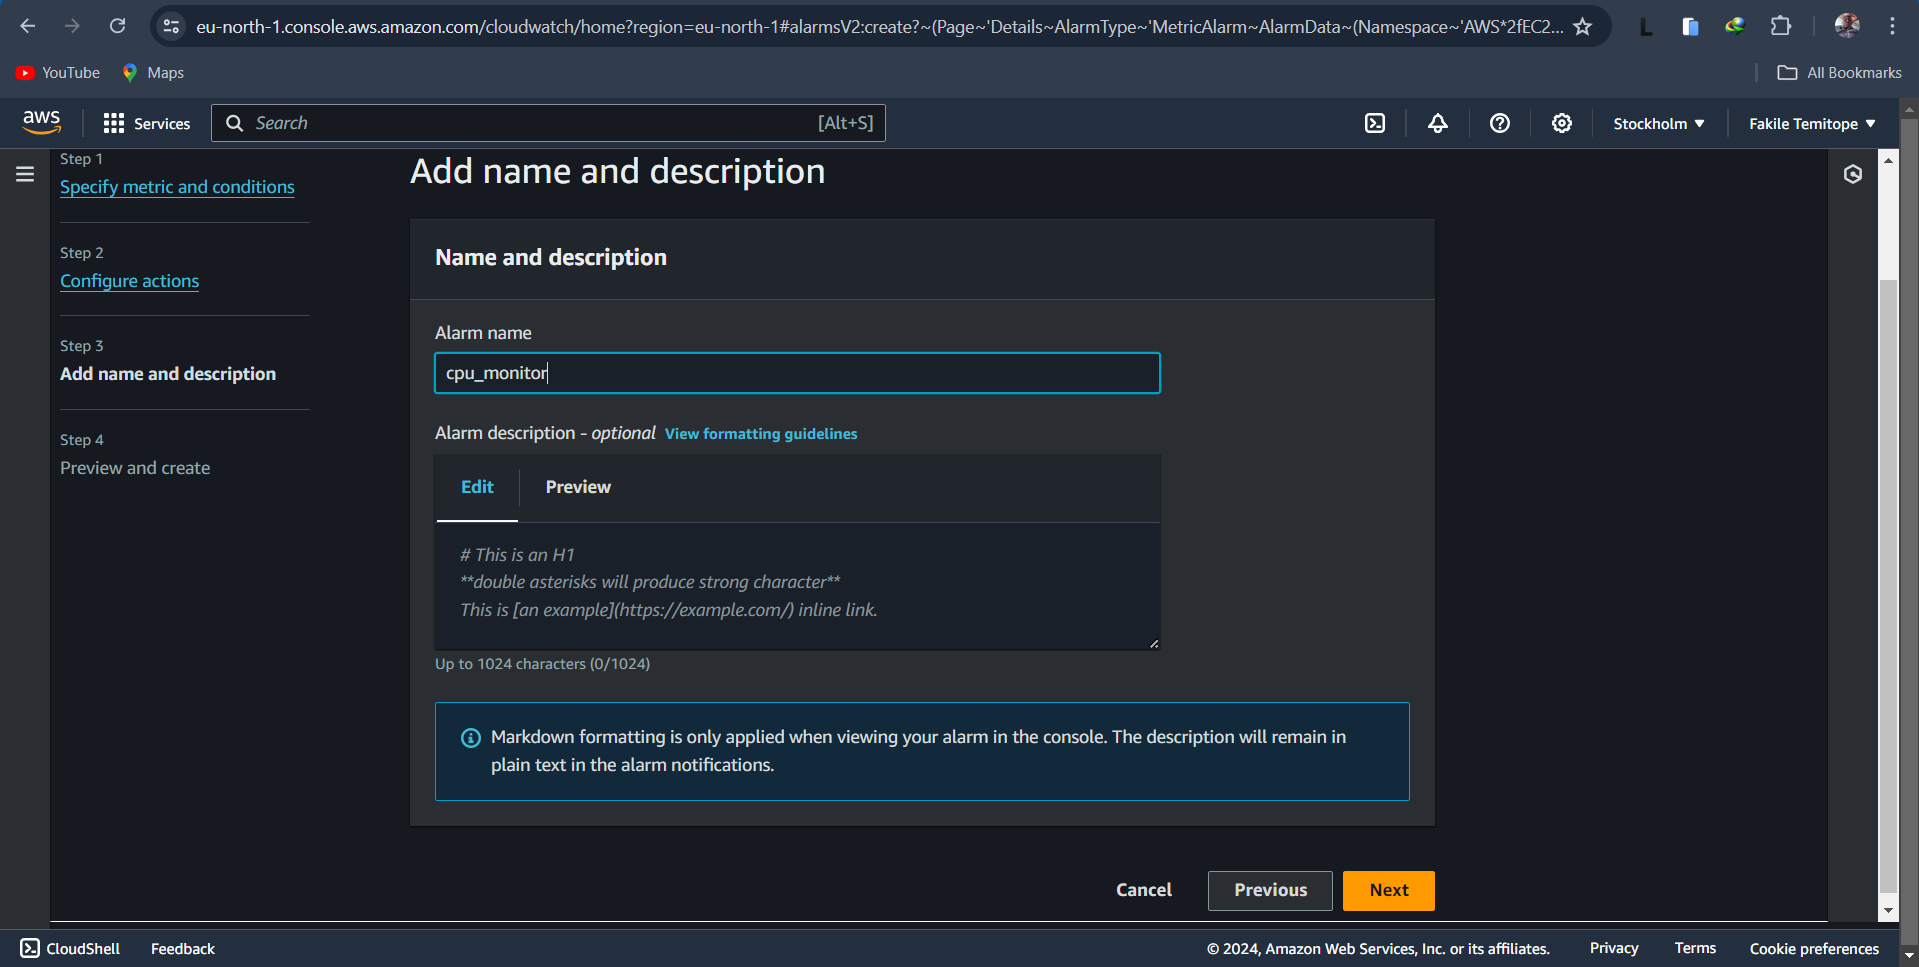 eu-north-1.console.aws.amazon.com/cloudwatch/home?region=eu-north-1#alarmsV2:create?~(Page~'Details~AlarmType~'MetricAlarm~AlarmData~(Namespace~'AWS*2fEC2...
L
YouTube
Maps
All Bookmarks
aws
Services
Search
[Alt+S]
Stockholm
Fakile Temitope
Step 1
Specify metric and conditions
Step 2
Configure actions
Step 3
Add name and description
Step 4
Preview and create
Add name and description
Name and description
Alarm name
cpu_monitor
Alarm description - optional View formatting guidelines
Edit
Preview
# This is an H1
**double asterisks will produce strong character**
This is [an example](https://example.com/) inline link.
Up to 1024 characters (0/1024)
Markdown formatting is only applied when viewing your alarm in the console. The description will remain in
plain text in the alarm notifications.
Cancel
Previous
Next
CloudShell
Feedback
© 2024, Amazon Web Services, Inc. or its affiliates.
Privacy
Terms
Cookie preferences